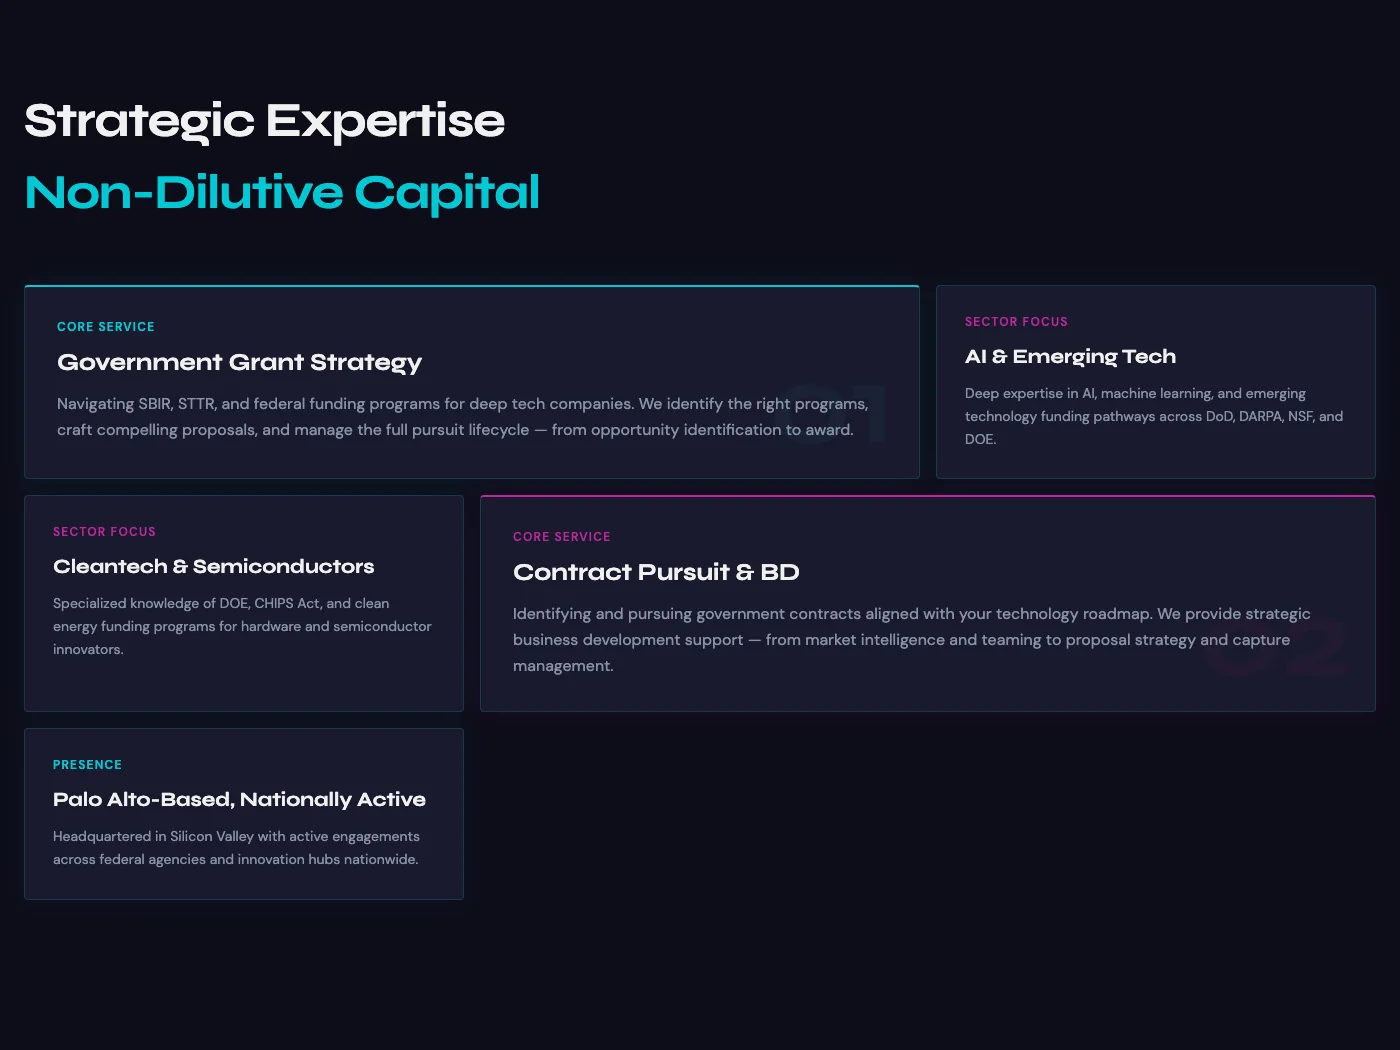 Strategic Expertise
Non-Dilutive Capital
CORE SERVICE
Government Grant Strategy
Navigating SBIR, STTR, and federal funding programs for deep tech companies. We identify the right programs,
craft compelling proposals, and manage the full pursuit lifecycle — from opportunity identification to award.
01
SECTOR FOCUS
AI & Emerging Tech
Deep expertise in AI, machine learning, and emerging
technology funding pathways across DoD, DARPA, NSF, and
DOE.
SECTOR FOCUS
Cleantech & Semiconductors
Specialized knowledge of DOE, CHIPS Act, and clean
energy funding programs for hardware and semiconductor
innovators.
CORE SERVICE
Contract Pursuit & BD
Identifying and pursuing government contracts aligned with your technology roadmap. We provide strategic
business development support — from market intelligence and teaming to proposal strategy and capture
management.
02
PRESENCE
Palo Alto-Based, Nationally Active
Headquartered in Silicon Valley with active engagements
across federal agencies and innovation hubs nationwide.